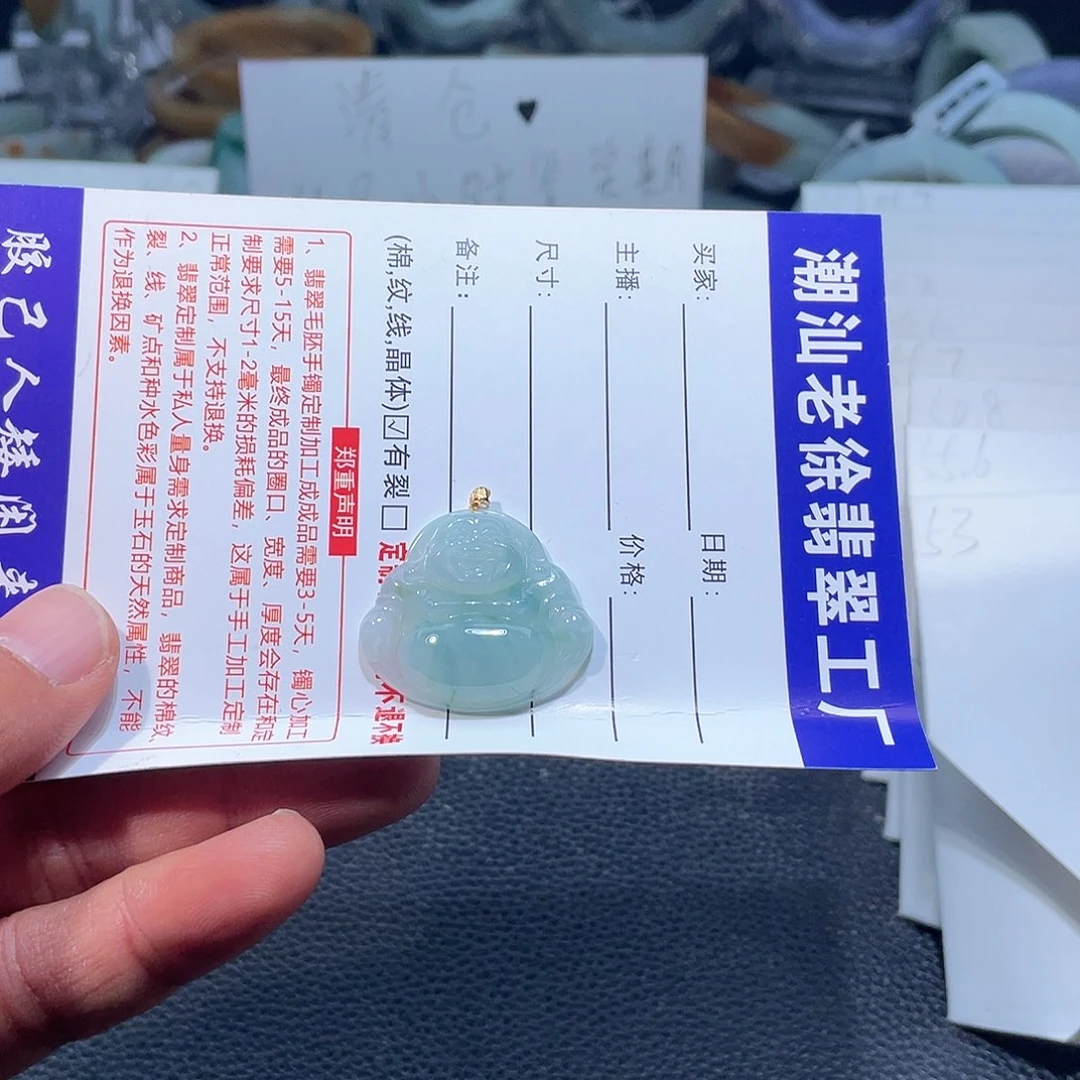 潮汕老徐翡翠工厂
买家: 日期:
主播: 价格:
尺寸:
备注:
(棉,纹,线,晶体)☑有裂□
不退不换
郑重声明
1、翡翠毛胚手镯定制加工成成品需要3-5天，镯心加工
需要5-15天，最终成品的圈口、宽度、厚度会存在和定
制要求尺寸1-2毫米的损耗偏差，这属于手工加工定制
正常范围，不支持退换。
2、翡翠定制属于私人量身需求定制商品，翡翠的棉纹
裂、线、矿点和种水色彩属于玉石的天然属性，不能
作为退换因素。
53